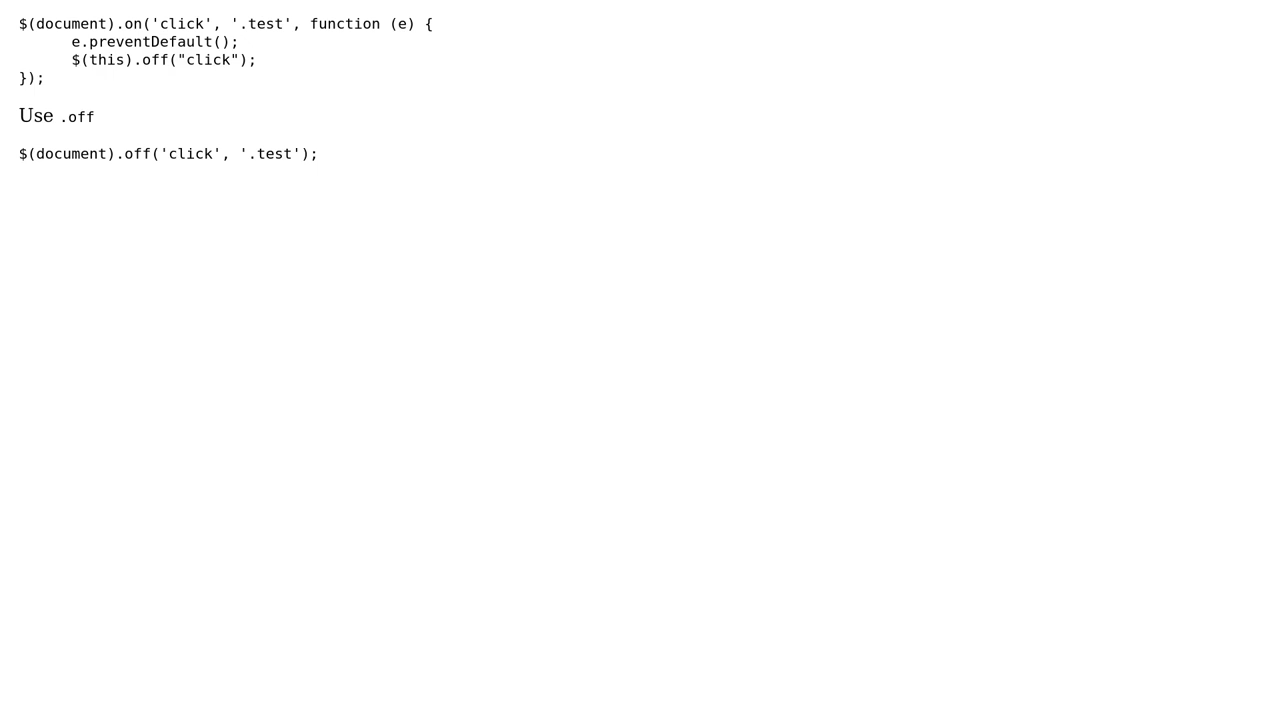 $(document).on('click', '.test', function (e) {
      e.preventDefault();
      $(this).off("click");
});
Use .off
$(document).off('click', '.test');